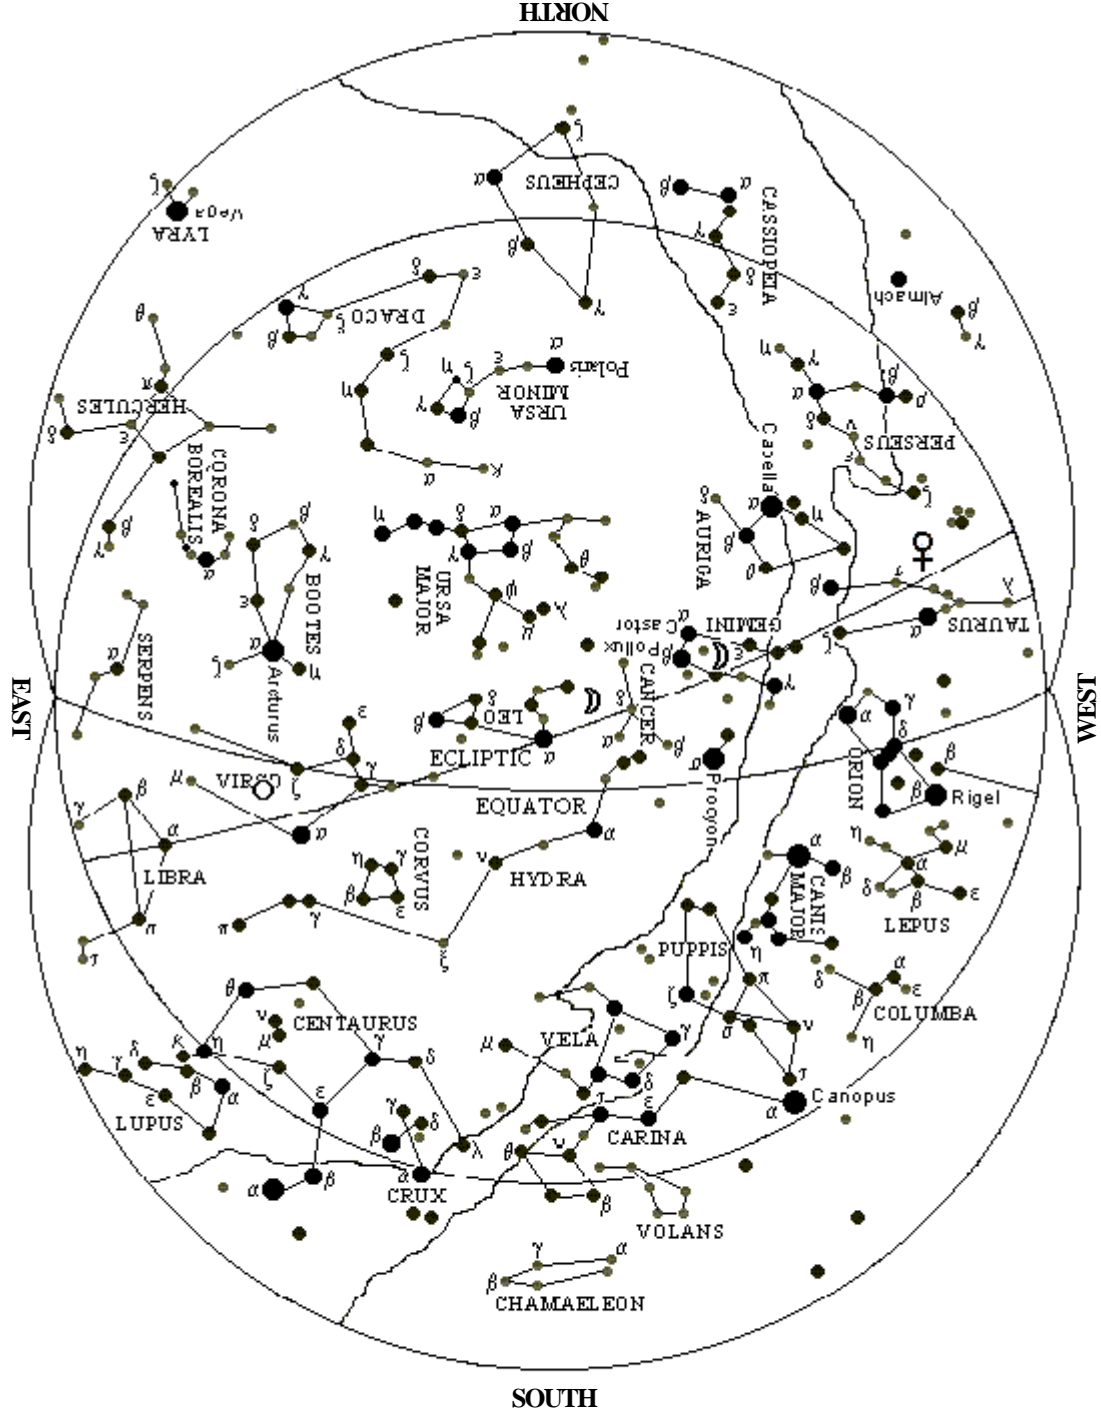 NORTH
ζ
α
CEPHEUS
β
γ
β
α
CASSIOPEIA
γ
δ
ε
ζ
Vega
LYRA
Almach
β
γ
θ
π
HERCULES
δ
ε
β
γ
γ
β
ξ
DRACO
δ
ε
ζ
η
α
κ
α
Polaris
ε
ζ
η
γ
β
URSA
MINOR
η
γ
α
β
ρ
δ
ν
ε
PERSEUS
ζ
CORONA
BOREALIS
α
δ
β
γ
ε
BOOTES
α
Arcturus
ζ
η
η
δ
α
γ
β
θ
φ
μ
λ
URSA
MAJOR
Capella
δ
α
η
β
θ
AURIGA
♀
β
τ
λ
α
ζ
TAURUS
SERPENS
α
EAST
WEST
α
Castor
β
Pollux
GEMINI
ε
γ
δ
β
LEO
α
CANCER
δ
α
β
ECLIPTIC
EQUATOR
α
Procyon
α
γ
δ
ORION
β
Rigel
β
ε
δ
γ
ζ
VIRGO
α
μ
β
γ
α
LIBRA
π
τ
CORVUS
η
γ
β
ε
ν
HYDRA
α
π
γ
ξ
α
β
CANIS
MAJOR
η
η
μ
α
δ
β
ε
LEPUS
PUPPIS
π
ζ
σ
ν
τ
δ
α
β
ε
COLUMBA
η
θ
CENTAURUS
ν
μ
κ
η
ζ
γ
δ
ε
λ
η
γ
δ
β
α
ε
LUPUS
VELA
μ
γ
δ
ι
ε
CARINA
α
Canopus
θ
ν
β
γ
δ
β
α
CRUX
α
β
VOLANS
γ
α
β
CHAMAELEON
SOUTH